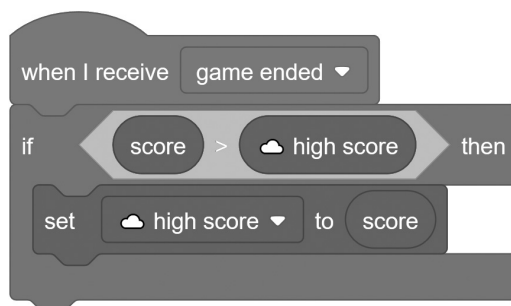 when I receive game ended
if score > high score then
set high score to score